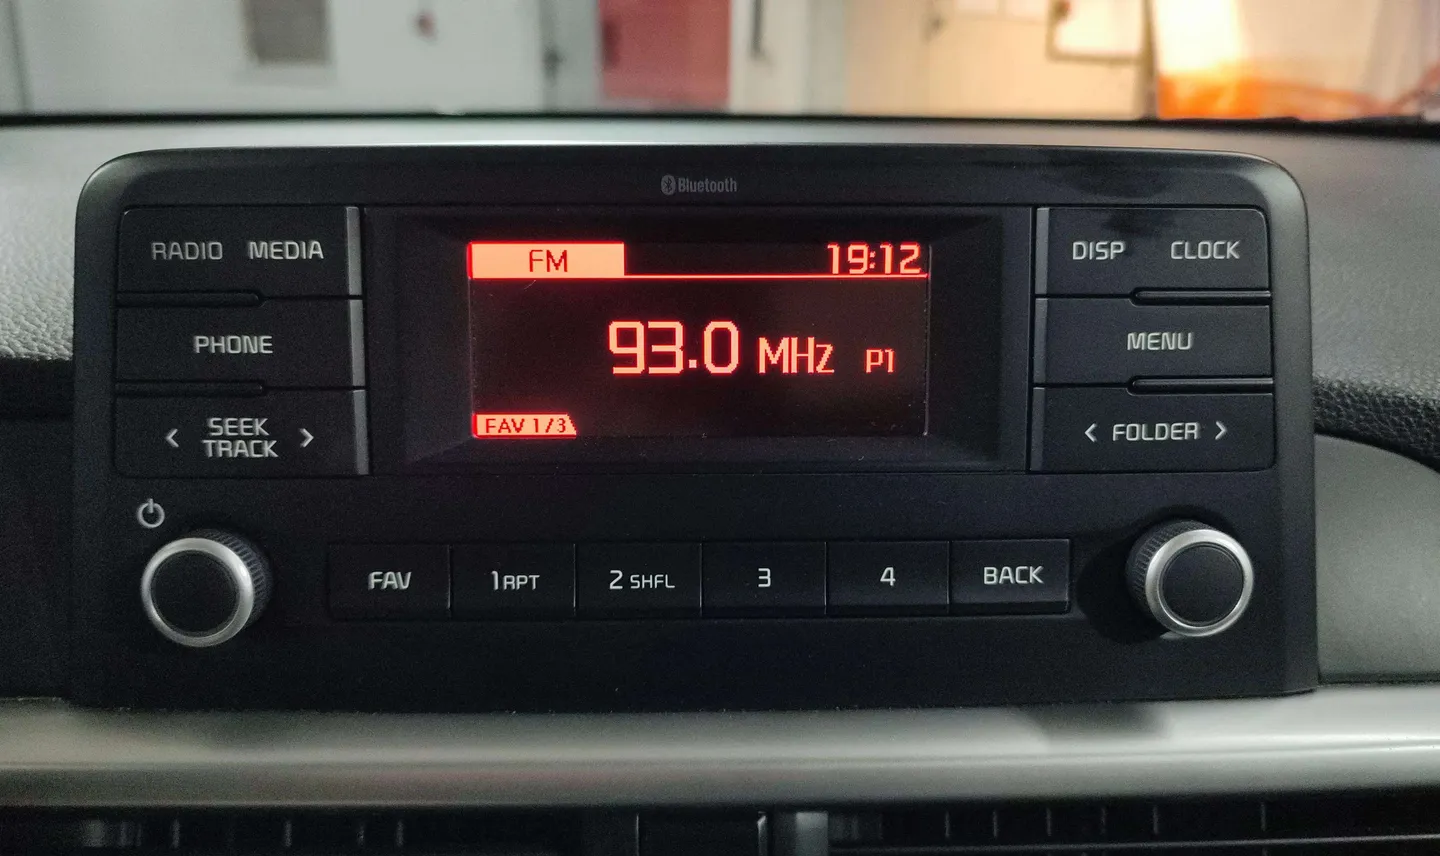 Bluetooth
RADIO MEDIA
PHONE
< SEEK TRACK >
FM 19:12
93.0 MHz P1
FAV 1/3
DISP CLOCK
MENU
< FOLDER >
FAV 1 RPT 2 SHFL 3 4 BACK